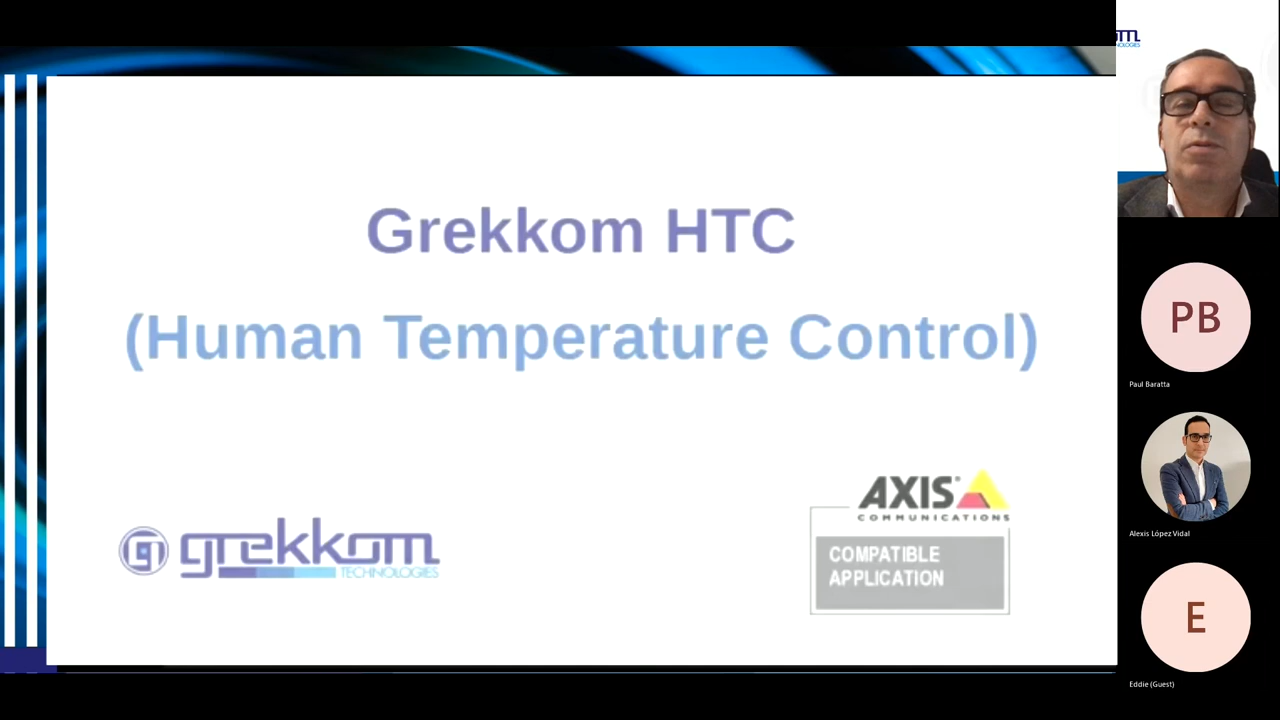 Grekkom HTC
(Human Temperature Control)
grekkom
TECHNOLOGIES
AXIS
COMMUNICATIONS
COMPATIBLE
APPLICATION
PB
Paul Baratta
Alexis López Vidal
E
Eddie (Guest)